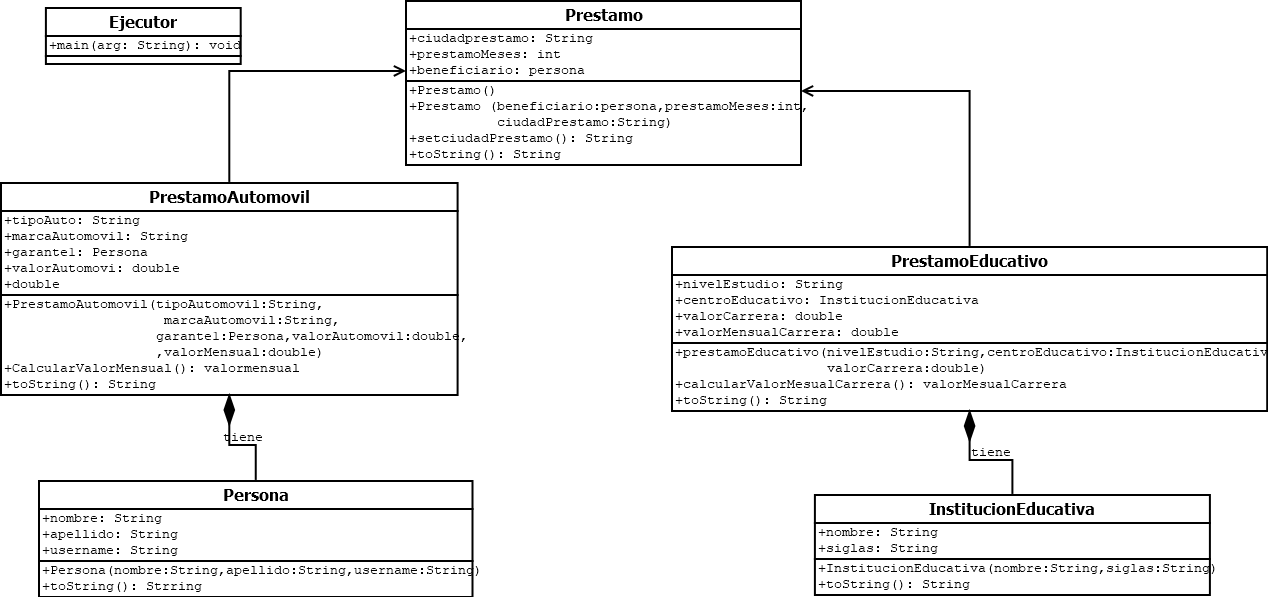 Ejecutor
+main(arg: String): void
Prestamo
+ciudadprestamo: String
+prestamoMeses: int
+beneficiario: persona
+Prestamo()
+Prestamo (beneficiario:persona,prestamoMeses:int,
ciudadPrestamo:String)
+setciudadPrestamo(): String
+toString(): String
PrestamoAutomovil
+tipoAuto: String
+marcaAutomovil: String
+garante1: Persona
+valorAutomovi: double
+double
+PrestamoAutomovil(tipoAutomovil:String,
marcaAutomovil:String,
garante1:Persona,valorAutomovil:double,
,valorMensual:double)
+CalcularValorMensual(): valormensual
+toString(): String
PrestamoEducativo
+nivelEstudio: String
+centroEducativo: InstitucionEducativa
+valorCarrera: double
+valorMensualCarrera: double
+prestamoEducativo(nivelEstudio:String,centroEducativo:InstitucionEducativ
valorCarrera:double)
+calcularValorMesualCarrera(): valorMesualCarrera
+toString(): String
tiene
tiene
Persona
+nombre: String
+apellido: String
+username: String
+Persona(nombre:String,apellido:String,username:String)
+toString(): Strring
InstitucionEducativa
+nombre: String
+siglas: String
+InstitucionEducativa(nombre:String,siglas:String)
+toString(): String